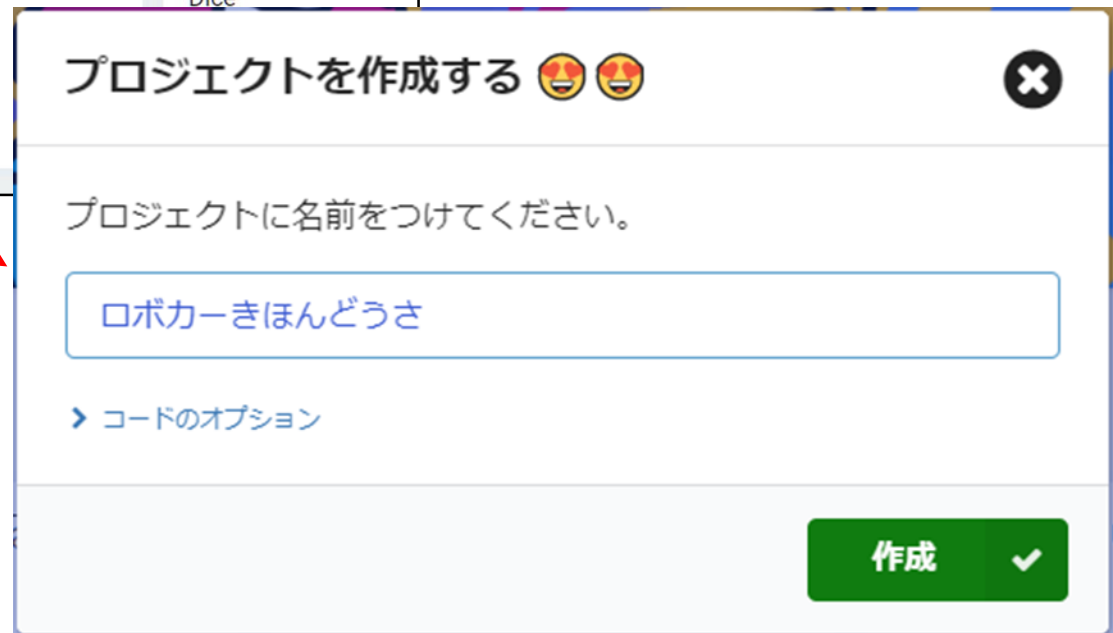 Dice
プロジェクトを作成する 😍😍
プロジェクトに名前をつけてください。
ロボカーきほんどうさ
コードのオプション
作成